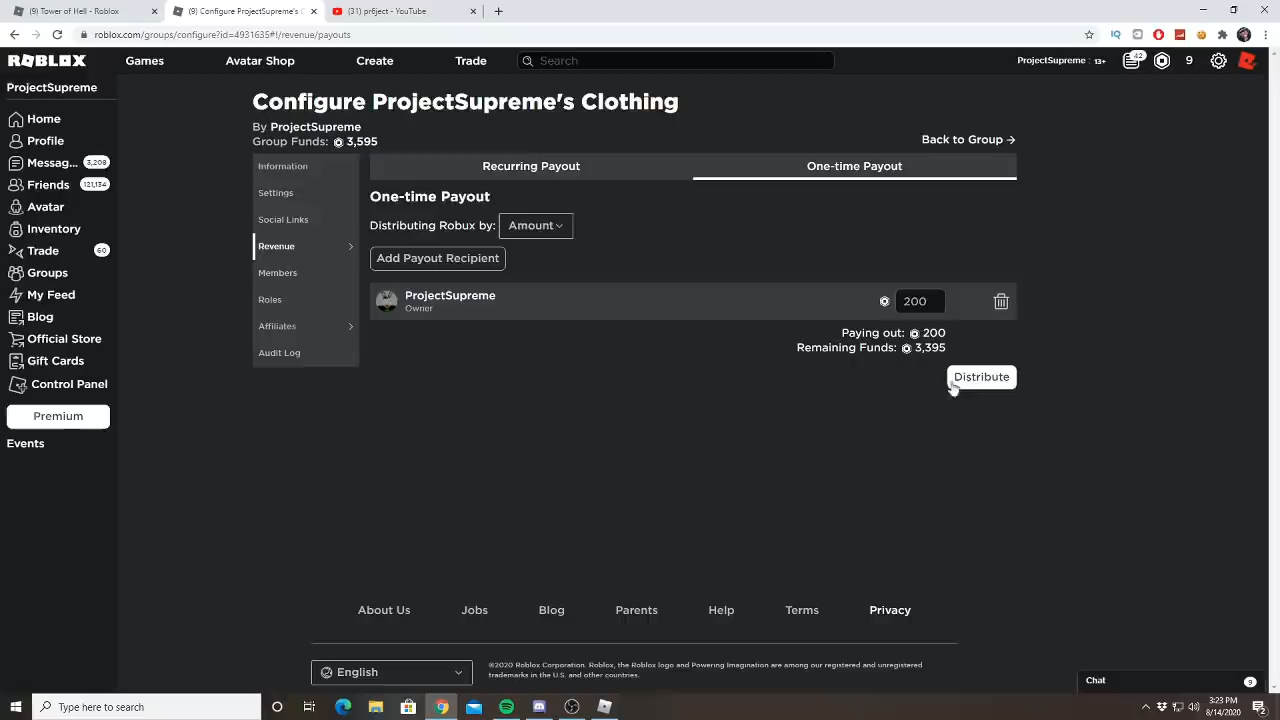 (9) Tower of Hell - Roblox
(9) Configure ProjectSupreme's C
(31) project - YouTube
roblox.com/groups/configure?id=4931635#!/revenue/payouts
ROBLOX
Games
Avatar Shop
Create
Trade
Search
ProjectSupreme : 13+
42
9
ProjectSupreme
Home
Profile
Messag... 3,208
Friends 121,134
Avatar
Inventory
Trade 60
Groups
My Feed
Blog
Official Store
Gift Cards
Control Panel
Premium
Events
Configure ProjectSupreme's Clothing
By ProjectSupreme
Group Funds: 3,595
Back to Group
Information
Settings
Social Links
Revenue
Members
Roles
Affiliates
Audit Log
Recurring Payout
One-time Payout
One-time Payout
Distributing Robux by: Amount
Add Payout Recipient
ProjectSupreme
Owner
200
Paying out: 200
Remaining Funds: 3,395
Distribute
About Us
Jobs
Blog
Parents
Help
Terms
Privacy
English
©2020 Roblox Corporation. Roblox, the Roblox logo and Powering Imagination are among our registered and unregistered
trademarks in the U.S. and other countries.
Chat
9
Type here to search
3:23 PM
8/14/2020
2